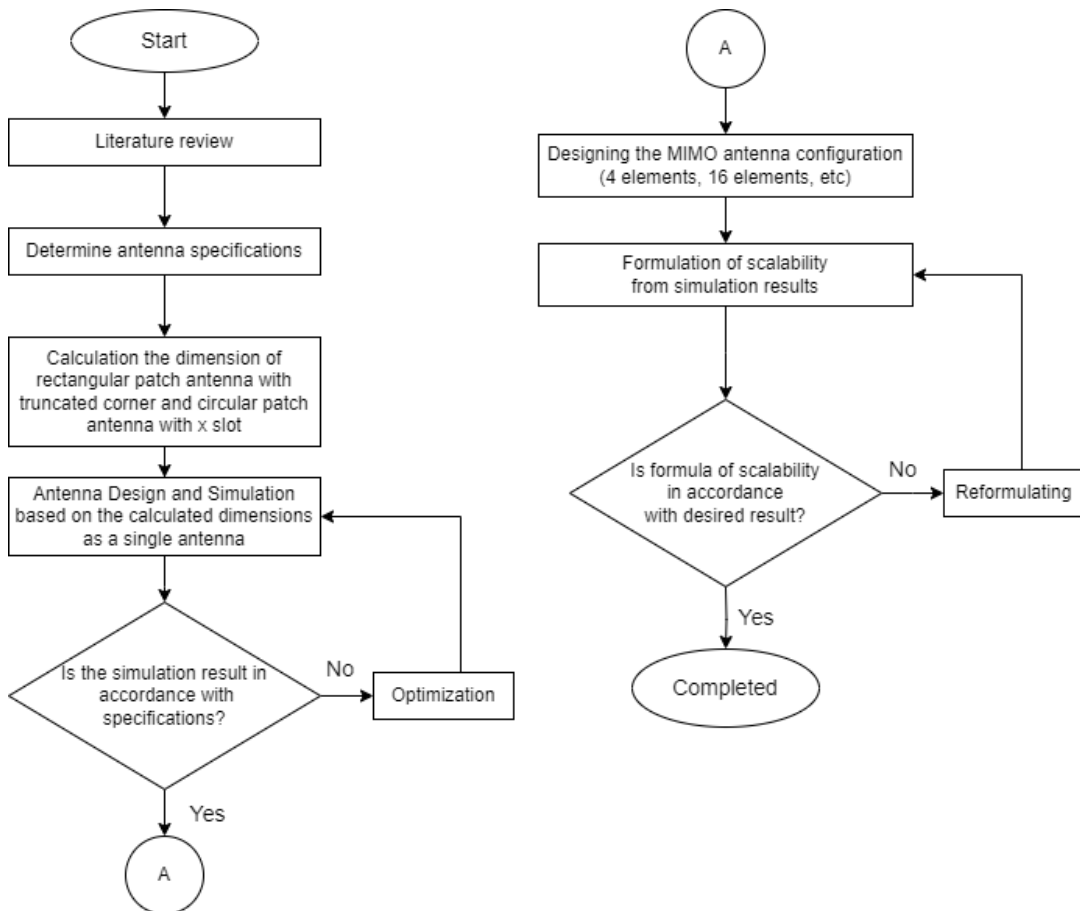 Start
Literature review
Determine antenna specifications
Calculation the dimension of
rectangular patch antenna with
truncated corner and circular patch
antenna with x slot
Antenna Design and Simulation
based on the calculated dimensions
as a single antenna
Is the simulation result in
accordance with
specifications?
No
Optimization
Yes
A
A
Designing the MIMO antenna configuration
(4 elements, 16 elements, etc)
Formulation of scalability
from simulation results
Is formula of scalability
in accordance
with desired result?
No
Reformulating
Yes
Completed